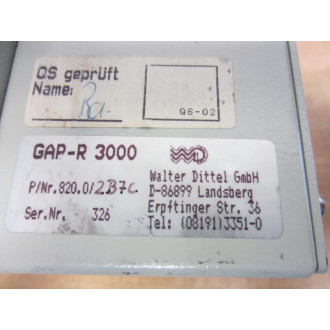 QS geprüft
Name:
QS-02
GAP-R 3000
P/Nr.820.0/
Ser.Nr. 326
WD
Walter Dittel GmbH
D-86899 Landsberg
Erpftinger Str. 36
Tel: (08191)3351-0